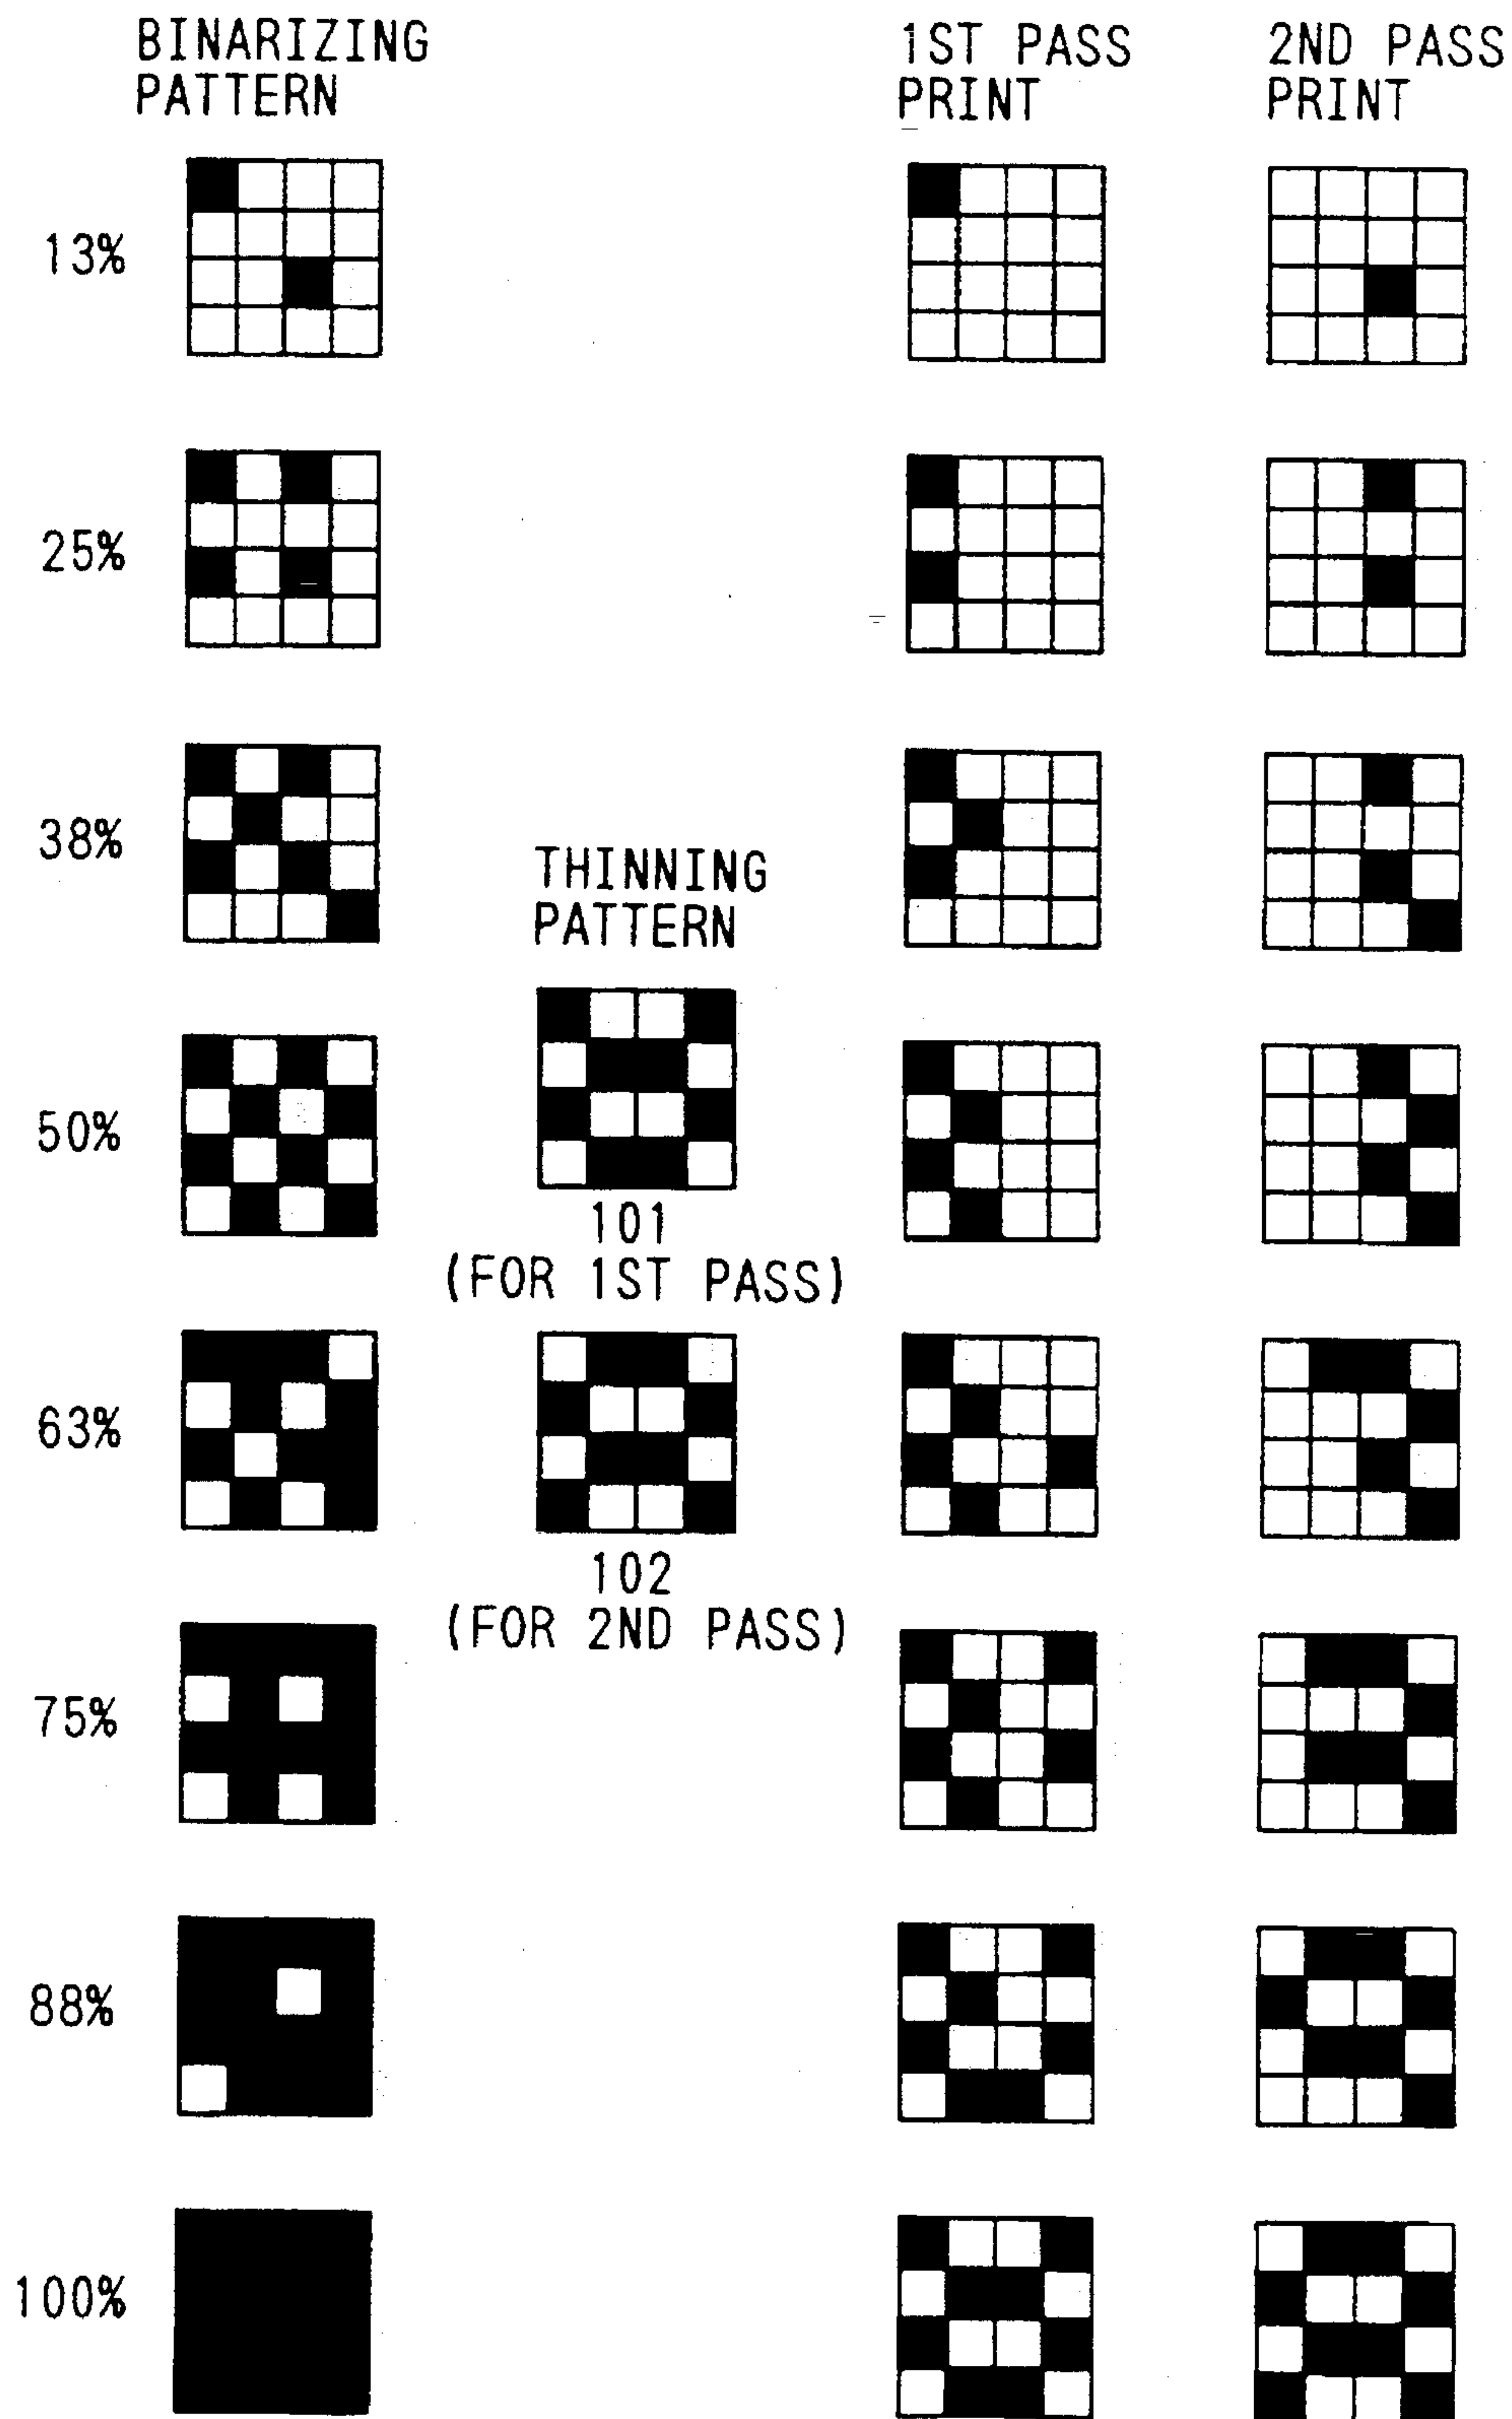 BINARIZING
PATTERN
1ST PASS
PRINT
2ND PASS
PRINT
13%
25%
38%
THINNING
PATTERN
50%
101
(FOR 1ST PASS)
63%
102
(FOR 2ND PASS)
75%
88%
100%